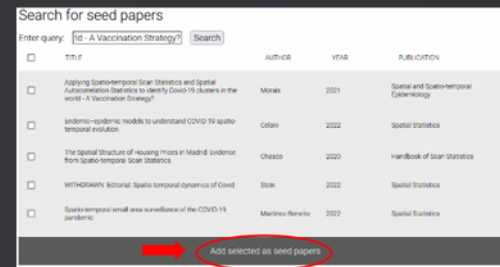 Search for seed papers
Enter query: 1d - A Vaccination Strategy? Search
TITLE AUTHOR YEAR PUBLICATION
Applying Spatio-temporal Scan Statistics and Spatial
Autocorrelation Statistics to identify Covid-19 clusters in the
world - A Vaccination Strategy?
Morais 2021
Spatial and Spatio-temporal
Epidemiology
Endemic–epidemic models to understand COVID-19 spatio-
temporal evolution
Celani 2022 Spatial Statistics
The Spatial Structure of Housing Prices in Madrid: Evidence
from Spatio-temporal Scan Statistics
Chasco 2020 Handbook of Scan Statistics
WITHDRAWN: Editorial: Spatio-temporal dynamics of Covid Stein 2022 Spatial Statistics
Spatio-temporal small area surveillance of the COVID-19
pandemic
Martinez-Beneito 2022 Spatial Statistics
Add selected as seed papers